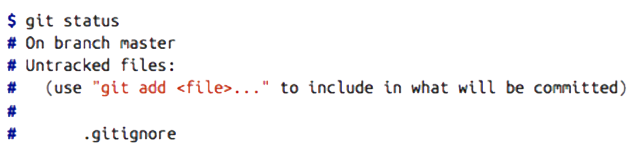 $ git status
# On branch master
# Untracked files:
#   (use "git add <file>..." to include in what will be committed)
#
#       .gitignore